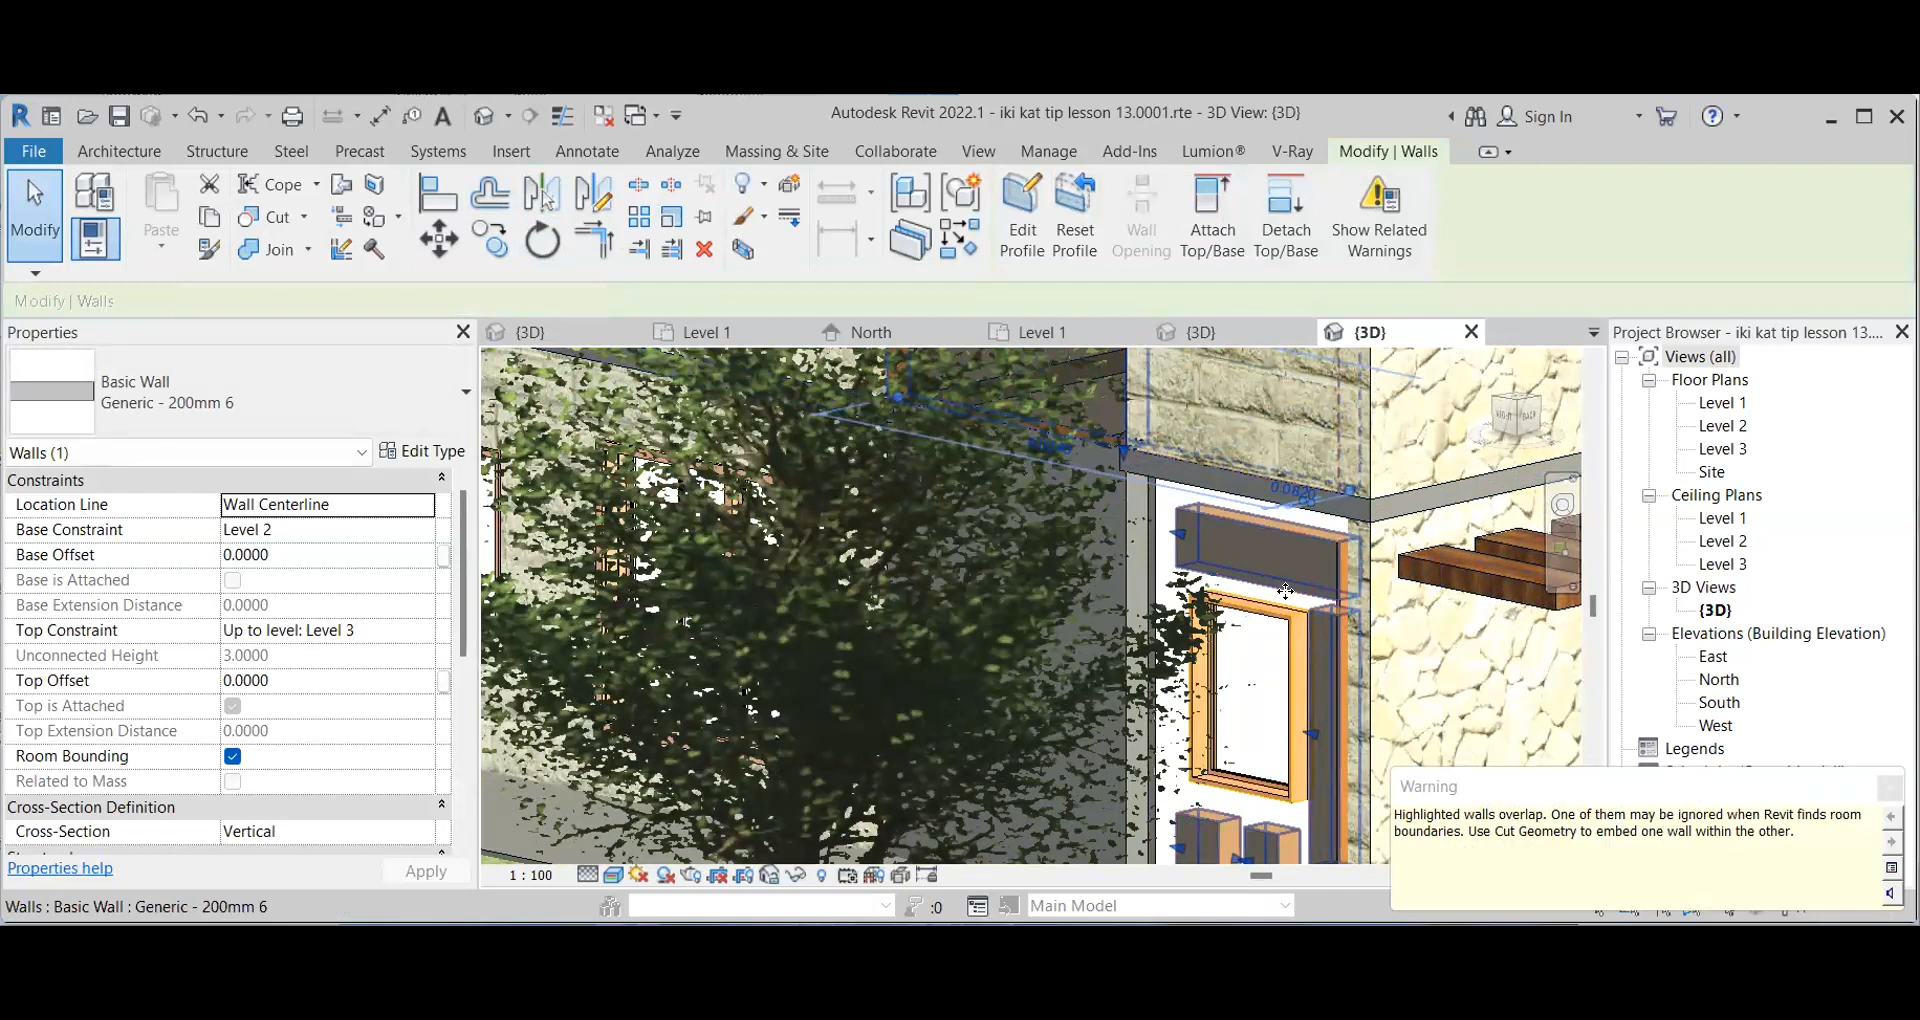 Autodesk Revit 2022.1 - iki kat tip lesson 13.0001.rte - 3D View: {3D}
Sign In
File Architecture Structure Steel Precast Systems Insert Annotate Analyze Massing & Site Collaborate View Manage Add-Ins Lumion® V-Ray Modify | Walls
Modify
Paste
Cope
Cut
Join
Edit Profile
Reset Profile
Wall Opening
Attach Top/Base
Detach Top/Base
Show Related Warnings
Modify | Walls
Properties
{3D} Level 1 North Level 1 {3D} {3D}
Project Browser - iki kat tip lesson 13....
Basic Wall
Generic - 200mm 6
Walls (1)
Edit Type
Constraints
Location Line Wall Centerline
Base Constraint Level 2
Base Offset 0.0000
Base is Attached
Base Extension Distance 0.0000
Top Constraint Up to level: Level 3
Unconnected Height 3.0000
Top Offset 0.0000
Top is Attached
Top Extension Distance 0.0000
Room Bounding
Related to Mass
Cross-Section Definition
Cross-Section Vertical
Properties help
Apply
0.0820
BACK
Views (all)
Floor Plans
Level 1
Level 2
Level 3
Site
Ceiling Plans
Level 1
Level 2
Level 3
3D Views
{3D}
Elevations (Building Elevation)
East
North
South
West
Legends
Warning
Highlighted walls overlap. One of them may be ignored when Revit finds room
boundaries. Use Cut Geometry to embed one wall within the other.
1 : 100
Walls : Basic Wall : Generic - 200mm 6
:0
Main Model